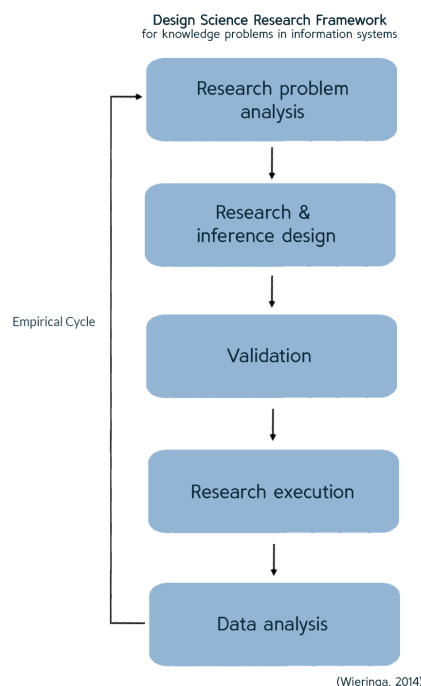 Design Science Research Framework
for knowledge problems in information systems
Research problem
analysis
Research &
inference design
Empirical Cycle
Validation
Research execution
Data analysis
(Wieringa, 2014)